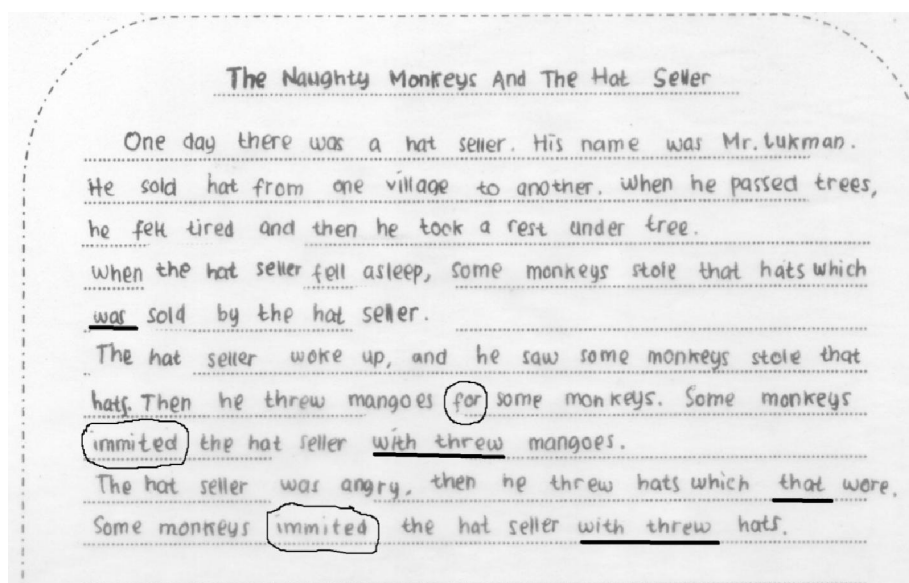 The Naughty Monkeys And The Hat Seller
One day there was a hat seller. His name was Mr. Lukman.
He sold hat from one village to another. When he passed trees,
he felt tired and then he took a rest under tree.
When the hat seller fell asleep, some monkeys stole that hats which
was sold by the hat seller.
The hat seller woke up, and he saw some monkeys stole that
hats. Then he threw mangoes for some monkeys. Some monkeys
immited the hat seller with threw mangoes.
The hat seller was angry, then he threw hats which that wore.
Some monkeys immited the hat seller with threw hats.